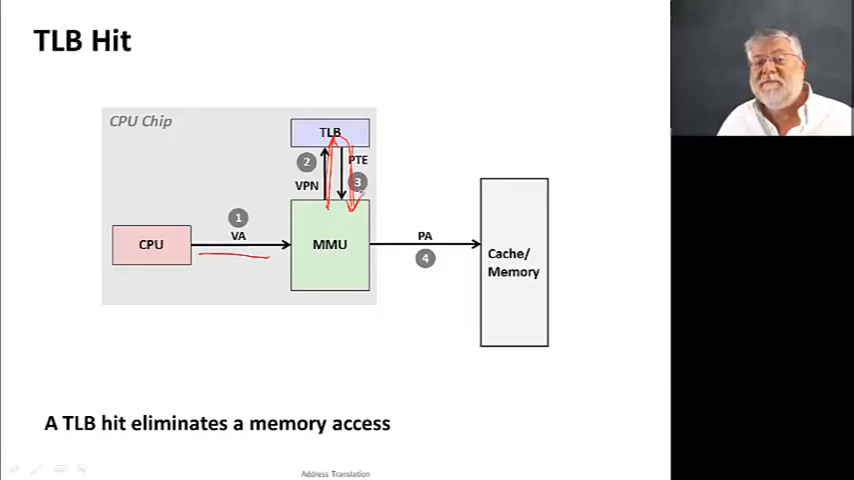 TLB Hit
CPU Chip
TLB
2
PTE
VPN
3
1
VA
CPU
MMU
PA
4
Cache/
Memory
A TLB hit eliminates a memory access
Address Translation